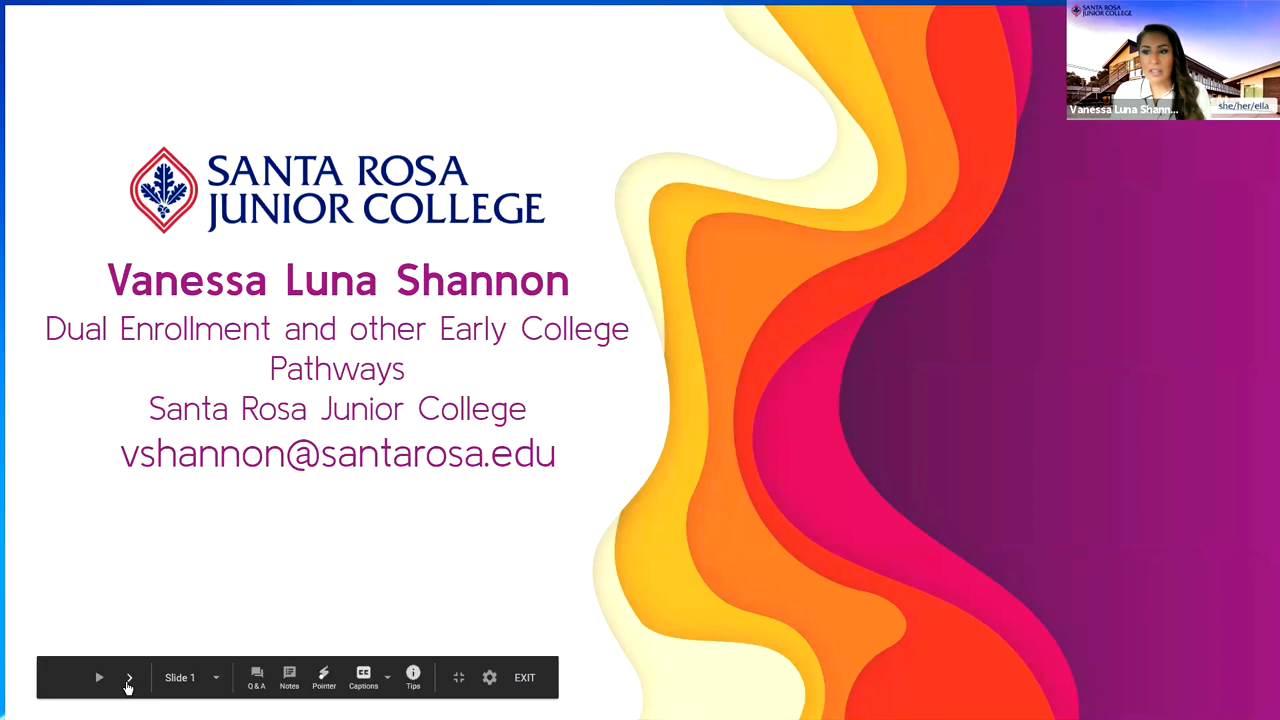 SANTA ROSA
JUNIOR COLLEGE
Vanessa Luna Shann...
she/her/ella
SANTA ROSA
JUNIOR COLLEGE
Vanessa Luna Shannon
Dual Enrollment and other Early College
Pathways
Santa Rosa Junior College
vshannon@santarosa.edu
Slide 1
Q & A
Notes
Pointer
CC
Captions
Tips
EXIT